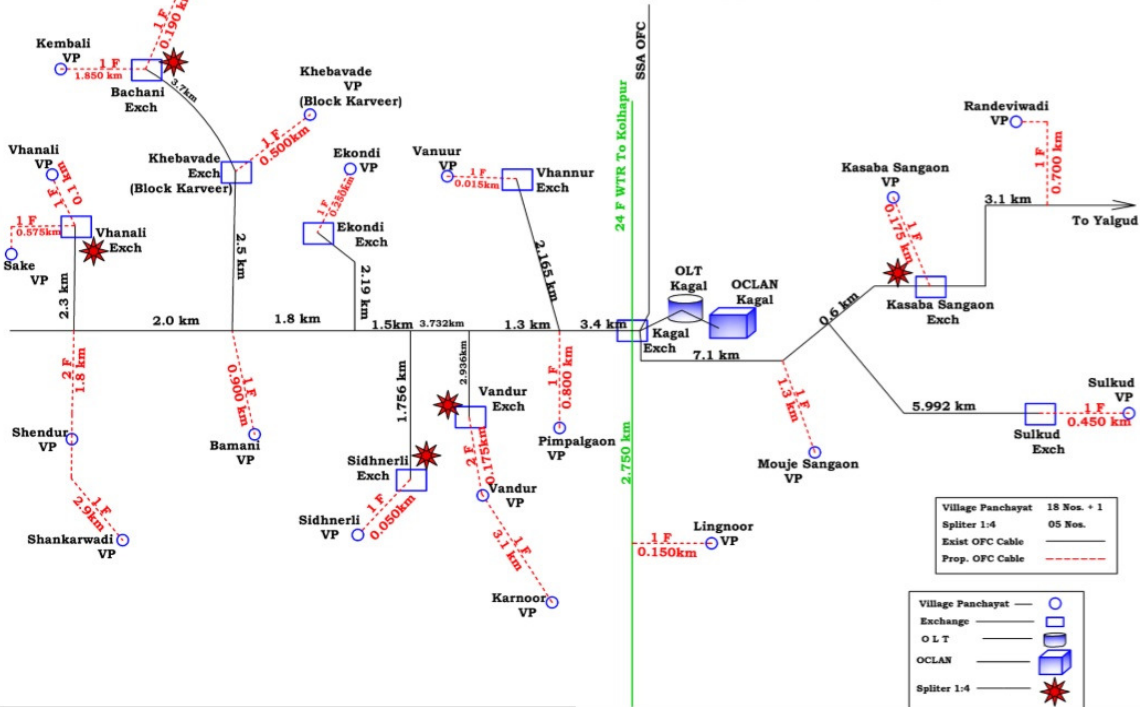 1 F
0.190 km
Kembali
VP
1 F
1.850 km
Bachani
Exch
3.7km
Khebavade
VP
(Block Karveer)
1 F
0.500km
Khebavade
Exch
(Block Karveer)
Vhanali
VP
1 F
0.1 km
1 F
0.575km
Vhanali
Exch
Sake
VP
2.3 km
2.5 km
Ekondi
VP
1 F
0.280km
Ekondi
Exch
2.19 km
Vanuur
VP
1 F
0.015km
Vhannur
Exch
2.165 km
SSA OFC
24 F WTR To Kolhapur
OLT
Kagal
OCLAN
Kagal
Kagal
Exch
Randeviwadi
VP
1 F
0.700 km
Kasaba Sangaon
VP
1 F
0.175km
3.1 km
To Yalgud
Kasaba Sangaon
Exch
0.6 km
2.0 km
1.8 km
1.5km
3.732km
1.3 km
3.4 km
7.1 km
2 F
1.8 km
1 F
0.900 km
1.756 km
2.936km
1 F
0.800 km
Shendur
VP
Bamani
VP
Vandur
Exch
2 F
0.175km
Pimpalgaon
VP
Sidhnerli
Exch
1 F
0.050km
Sidhnerli
VP
Vandur
VP
1 F
3.1 km
Karnoor
VP
1 F
2.9km
Shankarwadi
VP
2.750 km
1 F
0.150km
Lingnoor
VP
1 F
1.3 km
Mouje Sangaon
VP
5.992 km
Sulkud
Exch
Sulkud
VP
1 F
0.450 km
Village Panchayat 18 Nos. + 1
Spliter 1:4 05 Nos.
Exist OFC Cable
Prop. OFC Cable
Village Panchayat
Exchange
O L T
OCLAN
Spliter 1:4